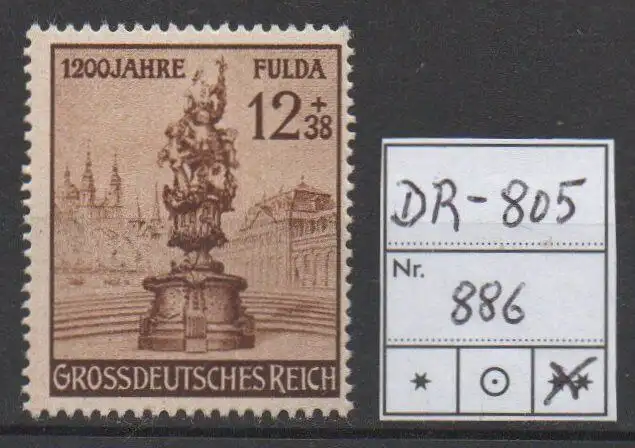 1200JAHRE FULDA
12+38
GROSSDEUTSCHES REICH
DR-805
Nr.
886
* ⊙ **